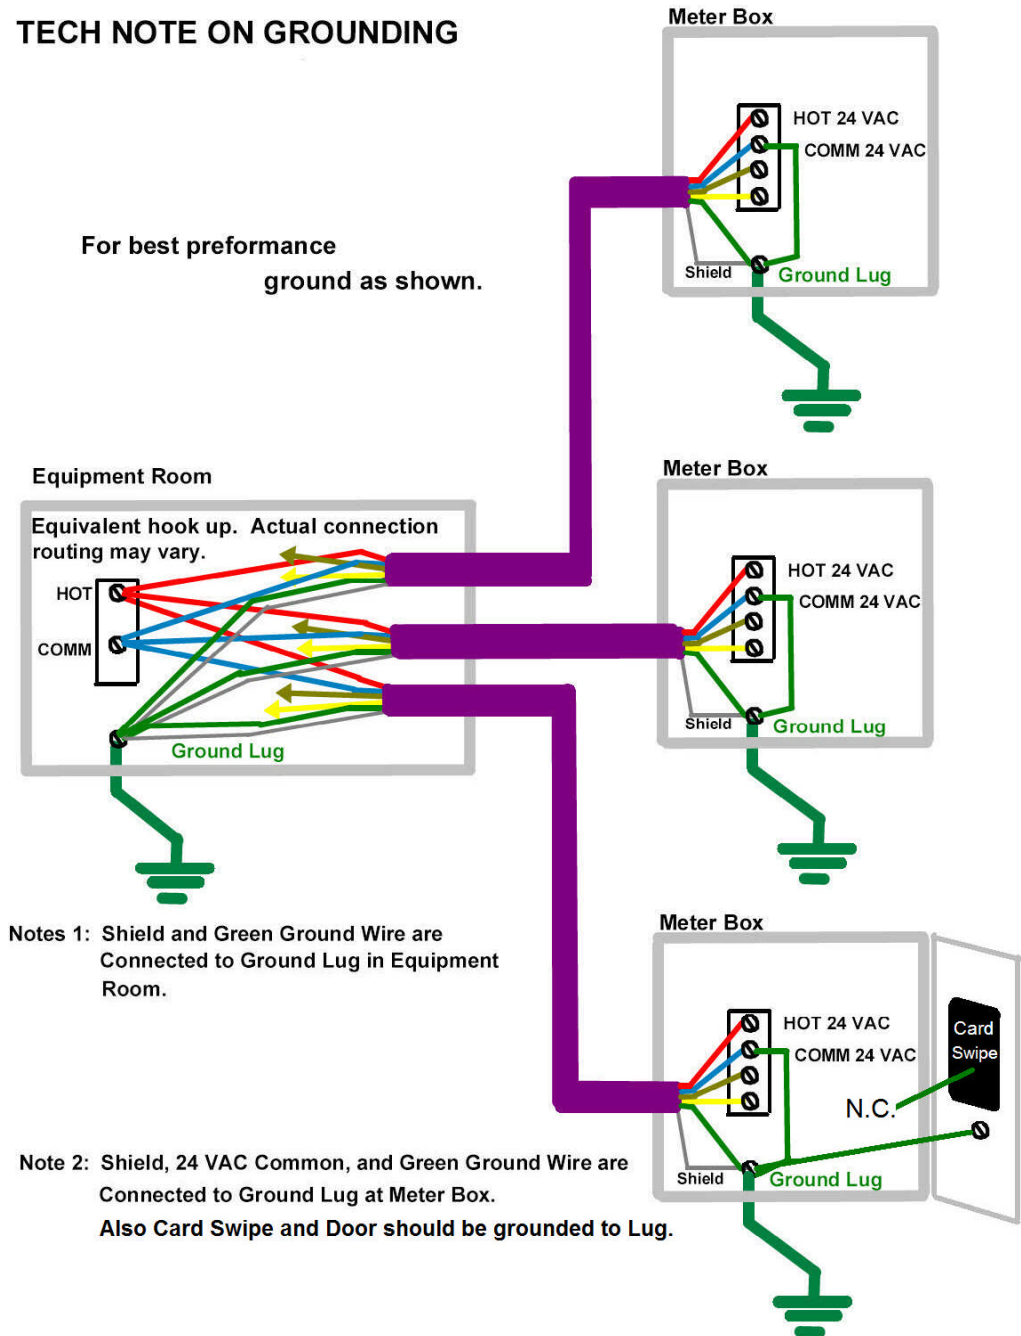 TECH NOTE ON GROUNDING
Meter Box
HOT 24 VAC
COMM 24 VAC
Shield
Ground Lug
For best preformance
ground as shown.
Equipment Room
Equivalent hook up.  Actual connection
routing may vary.
HOT
COMM
Ground Lug
Meter Box
HOT 24 VAC
COMM 24 VAC
Shield
Ground Lug
Notes 1:  Shield and Green Ground Wire are
Connected to Ground Lug in Equipment
Room.
Meter Box
HOT 24 VAC
COMM 24 VAC
Card
Swipe
N.C.
Shield
Ground Lug
Note 2:  Shield, 24 VAC Common, and Green Ground Wire are
Connected to Ground Lug at Meter Box.
Also Card Swipe and Door should be grounded to Lug.